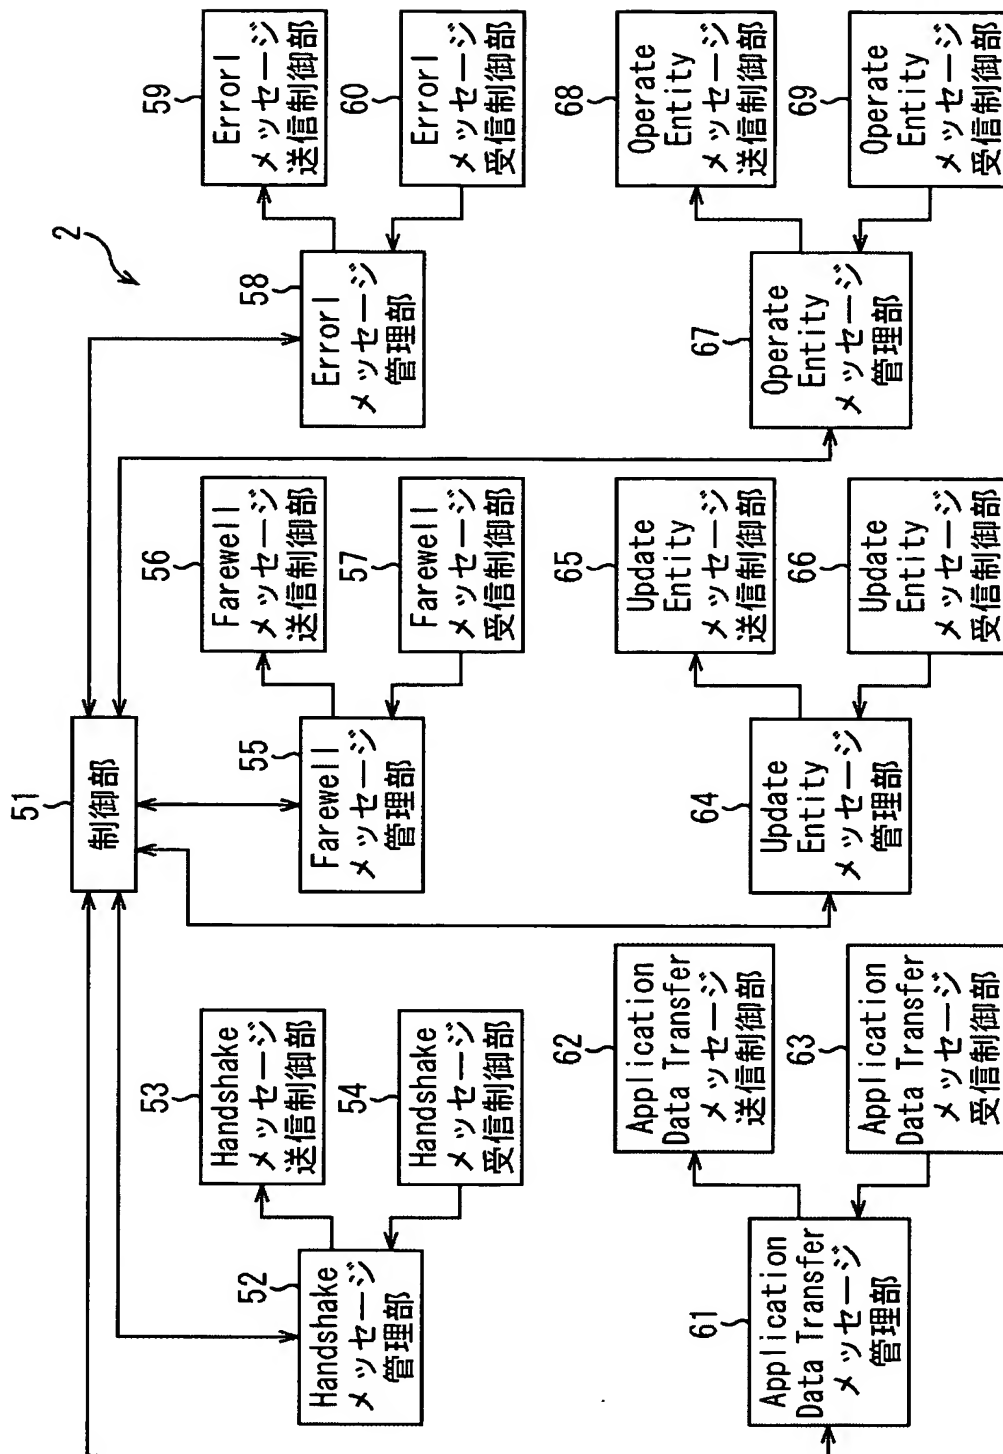 2
51
制御部
52
Handshake
メッセージ
管理部
53
Handshake
メッセージ
送信制御部
54
Handshake
メッセージ
受信制御部
55
Farewell
メッセージ
管理部
56
Farewell
メッセージ
送信制御部
57
Farewell
メッセージ
受信制御部
58
Errorl
メッセージ
管理部
59
Errorl
メッセージ
送信制御部
60
Errorl
メッセージ
受信制御部
61
Application
Data Transfer
メッセージ
管理部
62
Application
Data Transfer
メッセージ
送信制御部
63
Application
Data Transfer
メッセージ
受信制御部
64
Update
Entity
メッセージ
管理部
65
Update
Entity
メッセージ
送信制御部
66
Update
Entity
メッセージ
受信制御部
67
Operate
Entity
メッセージ
管理部
68
Operate
Entity
メッセージ
送信制御部
69
Operate
Entity
メッセージ
受信制御部